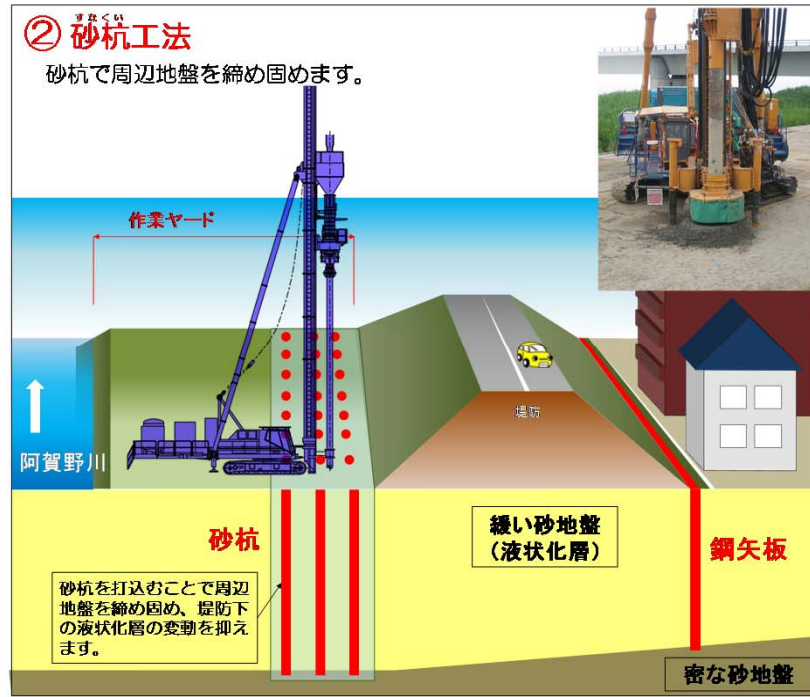 すなくい
② 砂杭工法
砂杭で周辺地盤を締め固めます。
作業ヤード
阿賀野川
堤防
砂杭
緩い砂地盤
（液状化層）
鋼矢板
砂杭を打込むことで周辺
地盤を締め固め、堤防下
の液状化層の変動を抑え
ます。
密な砂地盤